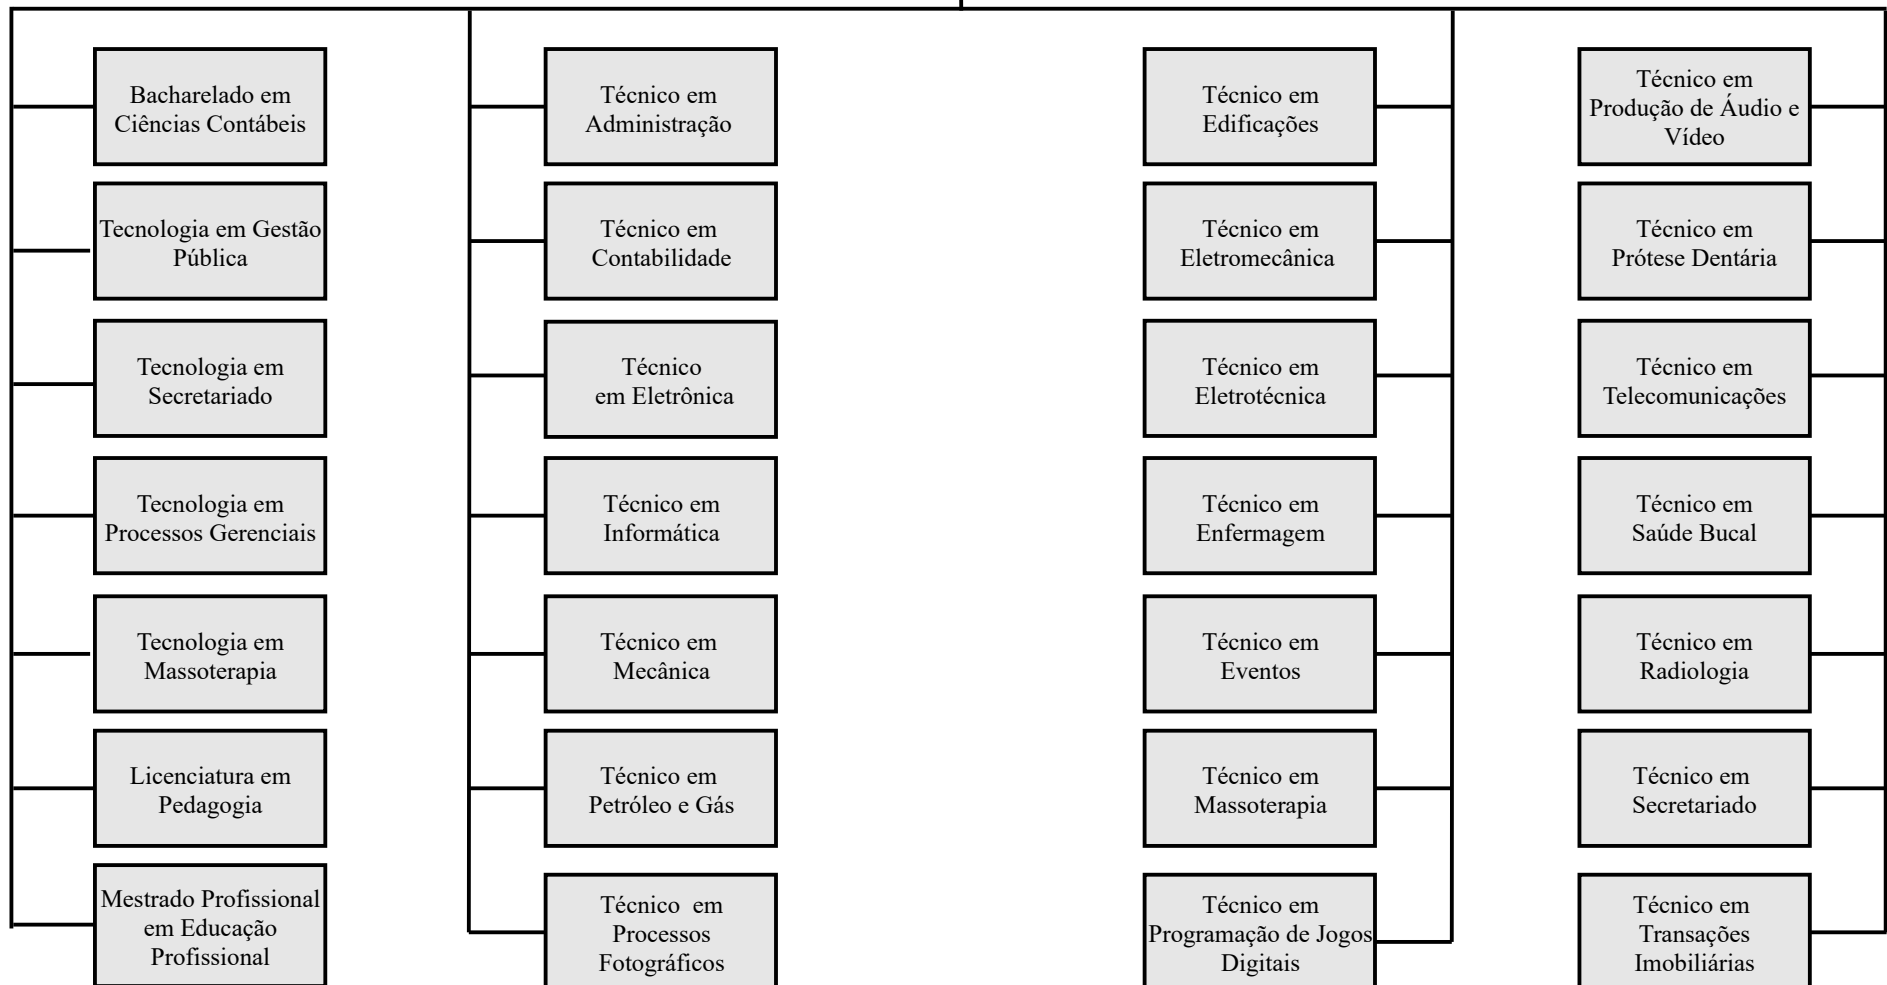 Bacharelado em
Ciências Contábeis
Tecnologia em Gestão
Pública
Tecnologia em
Secretariado
Tecnologia em
Processos Gerenciais
Tecnologia em
Massoterapia
Licenciatura em
Pedagogia
Mestrado Profissional
em Educação
Profissional
Técnico em
Administração
Técnico em
Contabilidade
Técnico
em Eletrônica
Técnico em
Informática
Técnico em
Mecânica
Técnico em
Petróleo e Gás
Técnico em
Processos
Fotográficos
Técnico em
Edificações
Técnico em
Eletromecânica
Técnico em
Eletrotécnica
Técnico em
Enfermagem
Técnico em
Eventos
Técnico em
Massoterapia
Técnico em
Programação de Jogos
Digitais
Técnico em
Produção de Áudio e
Vídeo
Técnico em
Prótese Dentária
Técnico em
Telecomunicações
Técnico em
Saúde Bucal
Técnico em
Radiologia
Técnico em
Secretariado
Técnico em
Transações
Imobiliárias